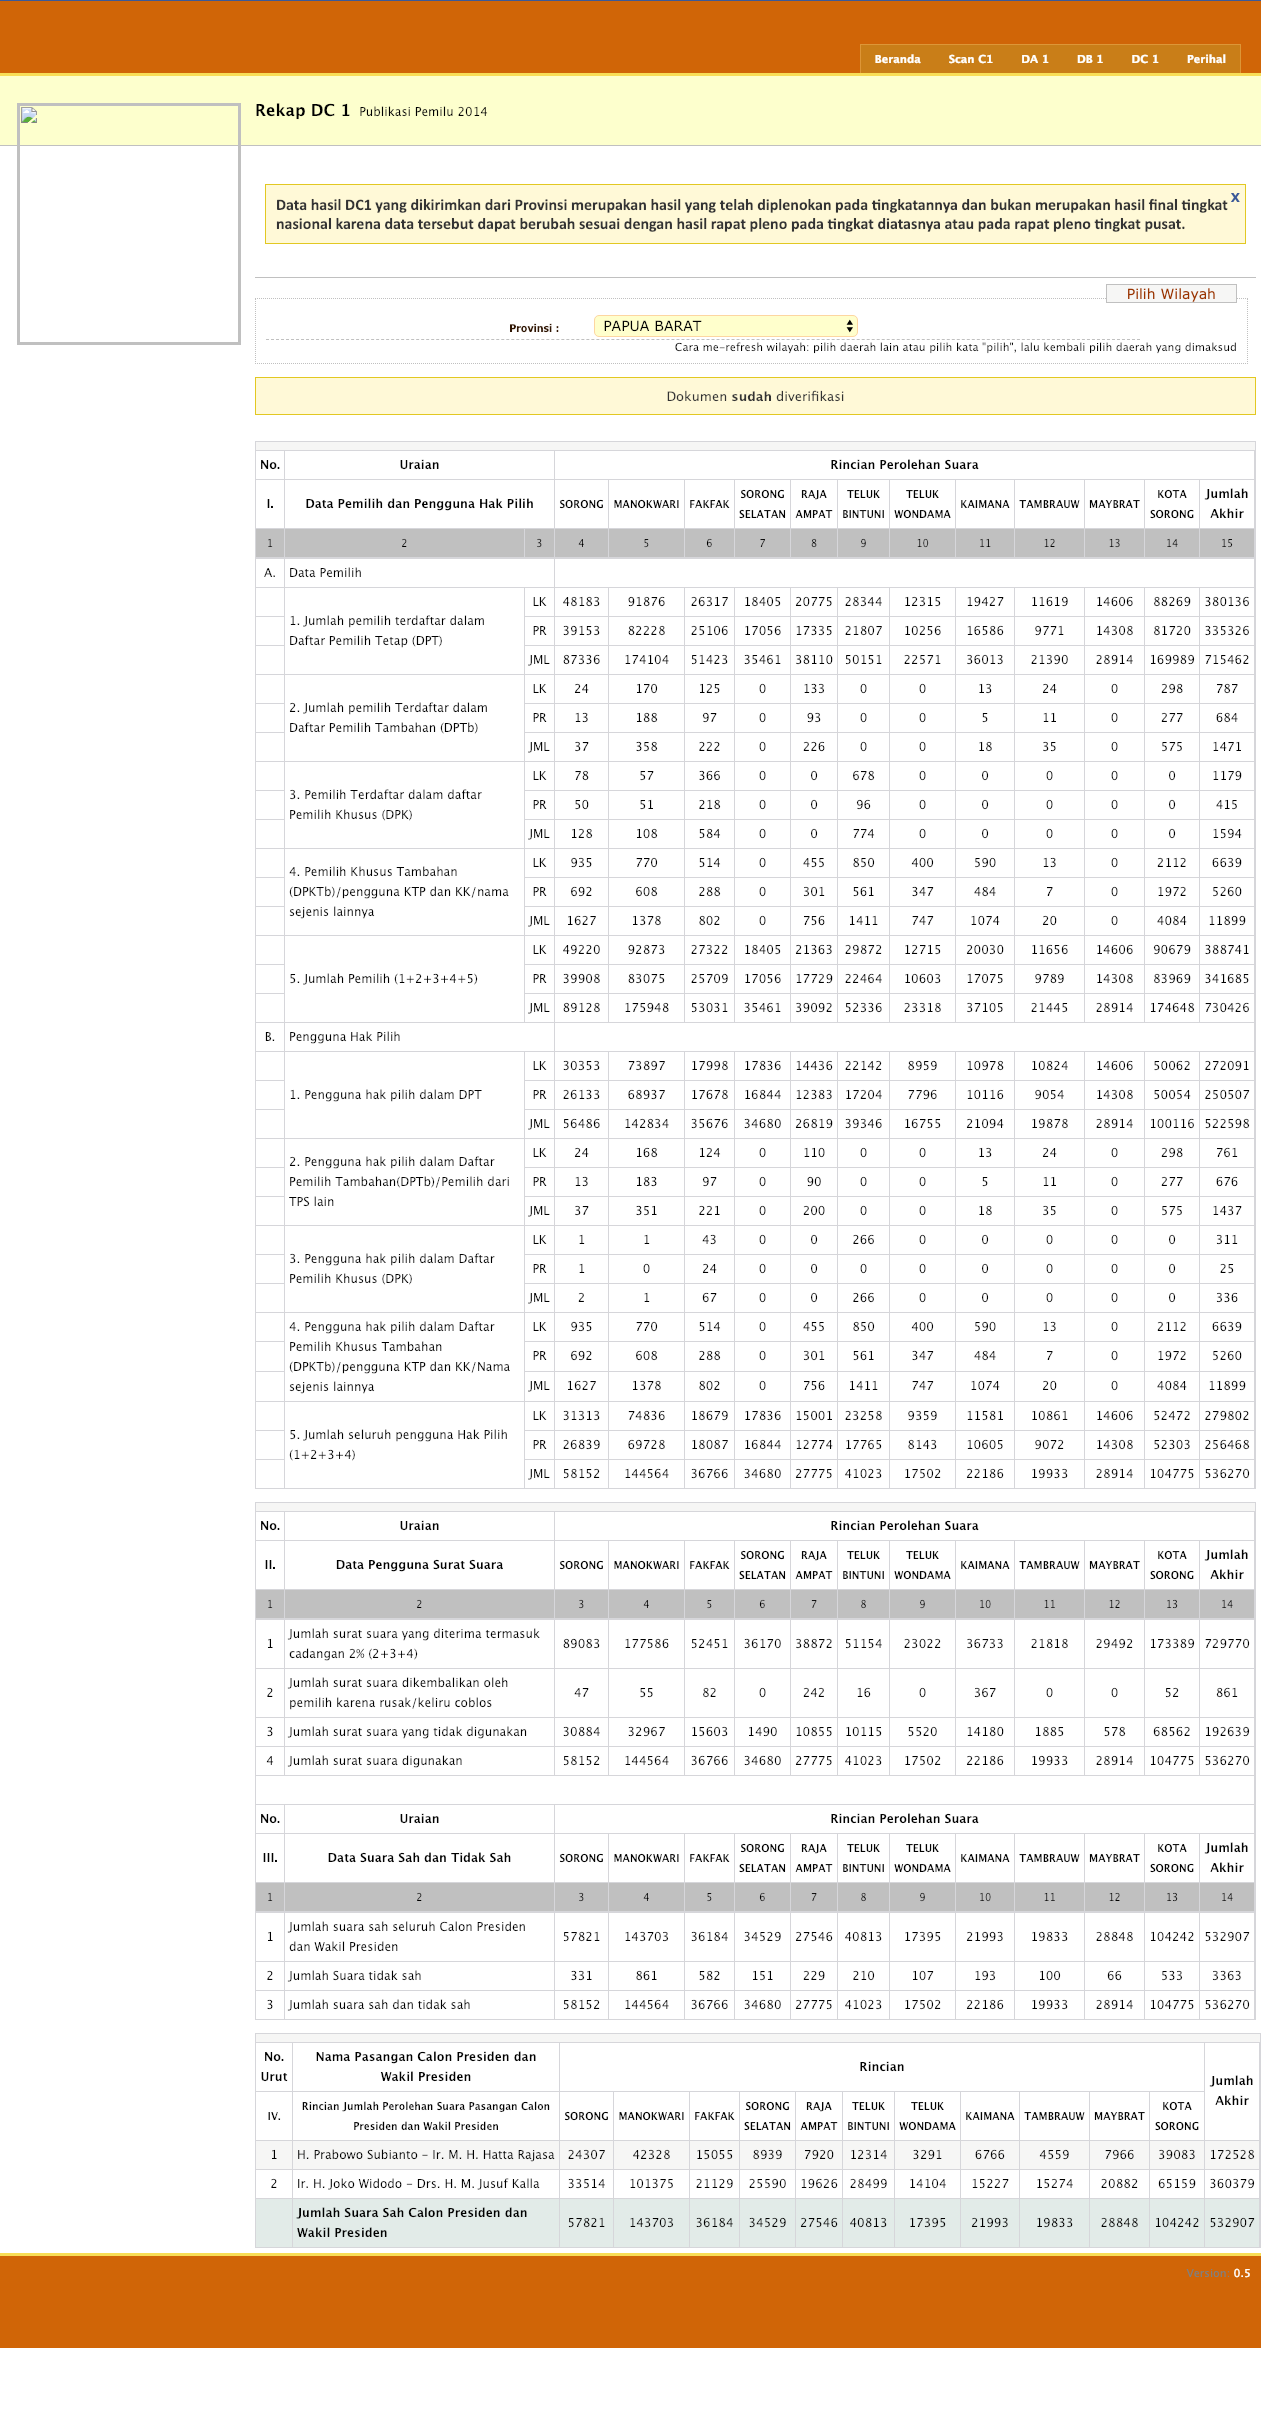 Beranda Scan C1 DA 1 DB 1 DC 1 Perihal
Rekap DC 1 Publikasi Pemilu 2014
Data hasil DC1 yang dikirimkan dari Provinsi merupakan hasil yang telah diplenokan pada tingkatannya dan bukan merupakan hasil final tingkat x
nasional karena data tersebut dapat berubah sesuai dengan hasil rapat pleno pada tingkat diatasnya atau pada rapat pleno tingkat pusat.
Pilih Wilayah
Provinsi : PAPUA BARAT
Cara me-refresh wilayah: pilih daerah lain atau pilih kata "pilih", lalu kembali pilih daerah yang dimaksud
Dokumen sudah diverifikasi
No. Uraian Rincian Perolehan Suara
I. Data Pemilih dan Pengguna Hak Pilih SORONG MANOKWARI FAKFAK SORONG SELATAN RAJA AMPAT TELUK BINTUNI TELUK WONDAMA KAIMANA TAMBRAUW MAYBRAT KOTA SORONG Jumlah Akhir
1 2 3 4 5 6 7 8 9 10 11 12 13 14 15
A. Data Pemilih
1. Jumlah pemilih terdaftar dalam
Daftar Pemilih Tetap (DPT)
LK 48183 91876 26317 18405 20775 28344 12315 19427 11619 14606 88269 380136
PR 39153 82228 25106 17056 17335 21807 10256 16586 9771 14308 81720 335326
JML 87336 174104 51423 35461 38110 50151 22571 36013 21390 28914 169989 715462
2. Jumlah pemilih Terdaftar dalam
Daftar Pemilih Tambahan (DPTb)
LK 24 170 125 0 133 0 0 13 24 0 298 787
PR 13 188 97 0 93 0 0 5 11 0 277 684
JML 37 358 222 0 226 0 0 18 35 0 575 1471
3. Pemilih Terdaftar dalam daftar
Pemilih Khusus (DPK)
LK 78 57 366 0 0 678 0 0 0 0 0 1179
PR 50 51 218 0 0 96 0 0 0 0 0 415
JML 128 108 584 0 0 774 0 0 0 0 0 1594
4. Pemilih Khusus Tambahan
(DPKTb)/pengguna KTP dan KK/nama
sejenis lainnya
LK 935 770 514 0 455 850 400 590 13 0 2112 6639
PR 692 608 288 0 301 561 347 484 7 0 1972 5260
JML 1627 1378 802 0 756 1411 747 1074 20 0 4084 11899
5. Jumlah Pemilih (1+2+3+4+5)
LK 49220 92873 27322 18405 21363 29872 12715 20030 11656 14606 90679 388741
PR 39908 83075 25709 17056 17729 22464 10603 17075 9789 14308 83969 341685
JML 89128 175948 53031 35461 39092 52336 23318 37105 21445 28914 174648 730426
B. Pengguna Hak Pilih
1. Pengguna hak pilih dalam DPT
LK 30353 73897 17998 17836 14436 22142 8959 10978 10824 14606 50062 272091
PR 26133 68937 17678 16844 12383 17204 7796 10116 9054 14308 50054 250507
JML 56486 142834 35676 34680 26819 39346 16755 21094 19878 28914 100116 522598
2. Pengguna hak pilih dalam Daftar
Pemilih Tambahan(DPTb)/Pemilih dari
TPS lain
LK 24 168 124 0 110 0 0 13 24 0 298 761
PR 13 183 97 0 90 0 0 5 11 0 277 676
JML 37 351 221 0 200 0 0 18 35 0 575 1437
3. Pengguna hak pilih dalam Daftar
Pemilih Khusus (DPK)
LK 1 1 43 0 0 266 0 0 0 0 0 311
PR 1 0 24 0 0 0 0 0 0 0 0 25
JML 2 1 67 0 0 266 0 0 0 0 0 336
4. Pengguna hak pilih dalam Daftar
Pemilih Khusus Tambahan
(DPKTb)/pengguna KTP dan KK/Nama
sejenis lainnya
LK 935 770 514 0 455 850 400 590 13 0 2112 6639
PR 692 608 288 0 301 561 347 484 7 0 1972 5260
JML 1627 1378 802 0 756 1411 747 1074 20 0 4084 11899
5. Jumlah seluruh pengguna Hak Pilih
(1+2+3+4)
LK 31313 74836 18679 17836 15001 23258 9359 11581 10861 14606 52472 279802
PR 26839 69728 18087 16844 12774 17765 8143 10605 9072 14308 52303 256468
JML 58152 144564 36766 34680 27775 41023 17502 22186 19933 28914 104775 536270
No. Uraian Rincian Perolehan Suara
II. Data Pengguna Surat Suara SORONG MANOKWARI FAKFAK SORONG SELATAN RAJA AMPAT TELUK BINTUNI TELUK WONDAMA KAIMANA TAMBRAUW MAYBRAT KOTA SORONG Jumlah Akhir
1 2 3 4 5 6 7 8 9 10 11 12 13 14
1 Jumlah surat suara yang diterima termasuk
cadangan 2% (2+3+4)
89083 177586 52451 36170 38872 51154 23022 36733 21818 29492 173389 729770
2 Jumlah surat suara dikembalikan oleh
pemilih karena rusak/keliru coblos
47 55 82 0 242 16 0 367 0 0 52 861
3 Jumlah surat suara yang tidak digunakan 30884 32967 15603 1490 10855 10115 5520 14180 1885 578 68562 192639
4 Jumlah surat suara digunakan 58152 144564 36766 34680 27775 41023 17502 22186 19933 28914 104775 536270
No. Uraian Rincian Perolehan Suara
III. Data Suara Sah dan Tidak Sah SORONG MANOKWARI FAKFAK SORONG SELATAN RAJA AMPAT TELUK BINTUNI TELUK WONDAMA KAIMANA TAMBRAUW MAYBRAT KOTA SORONG Jumlah Akhir
1 2 3 4 5 6 7 8 9 10 11 12 13 14
1 Jumlah suara sah seluruh Calon Presiden
dan Wakil Presiden
57821 143703 36184 34529 27546 40813 17395 21993 19833 28848 104242 532907
2 Jumlah Suara tidak sah 331 861 582 151 229 210 107 193 100 66 533 3363
3 Jumlah suara sah dan tidak sah 58152 144564 36766 34680 27775 41023 17502 22186 19933 28914 104775 536270
No. Urut Nama Pasangan Calon Presiden dan Wakil Presiden Rincian Jumlah Akhir
IV. Rincian Jumlah Perolehan Suara Pasangan Calon Presiden dan Wakil Presiden SORONG MANOKWARI FAKFAK SORONG SELATAN RAJA AMPAT TELUK BINTUNI TELUK WONDAMA KAIMANA TAMBRAUW MAYBRAT KOTA SORONG
1 H. Prabowo Subianto - Ir. M. H. Hatta Rajasa 24307 42328 15055 8939 7920 12314 3291 6766 4559 7966 39083 172528
2 Ir. H. Joko Widodo - Drs. H. M. Jusuf Kalla 33514 101375 21129 25590 19626 28499 14104 15227 15274 20882 65159 360379
Jumlah Suara Sah Calon Presiden dan
Wakil Presiden
57821 143703 36184 34529 27546 40813 17395 21993 19833 28848 104242 532907
0.5